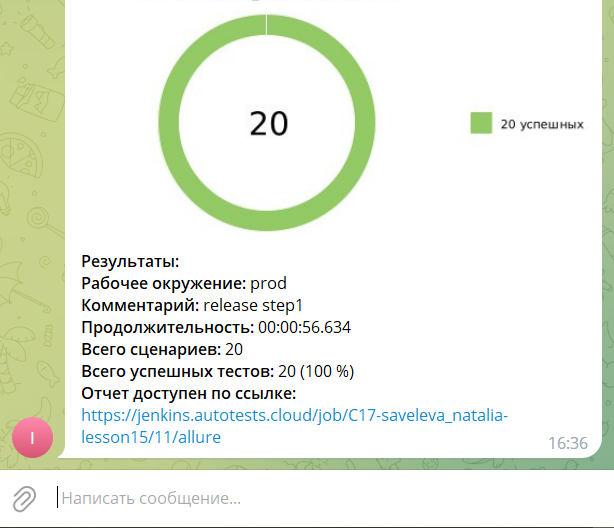 20
20 успешных
Результаты:
Рабочее окружение: prod
Комментарий: release step1
Продолжительность: 00:00:56.634
Всего сценариев: 20
Всего успешных тестов: 20 (100 %)
Отчет доступен по ссылке:
https://jenkins.autotests.cloud/job/C17-saveleva_natalia-
lesson15/11/allure
I
16:36
Написать сообщение...